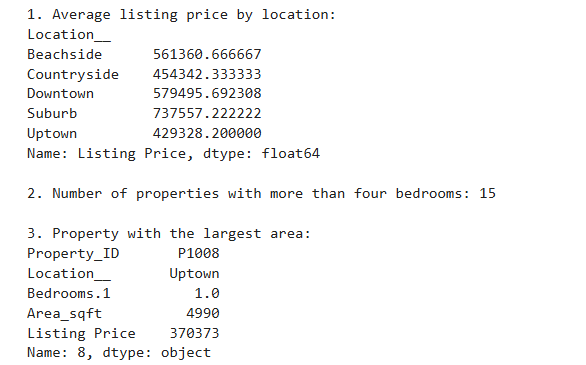 1. Average listing price by location:
Location__
Beachside      561360.666667
Countryside    454342.333333
Downtown       579495.692308
Suburb         737557.222222
Uptown         429328.200000
Name: Listing Price, dtype: float64
2. Number of properties with more than four bedrooms: 15
3. Property with the largest area:
Property_ID       P1008
Location__       Uptown
Bedrooms.1          1.0
Area_sqft          4990
Listing Price    370373
Name: 8, dtype: object